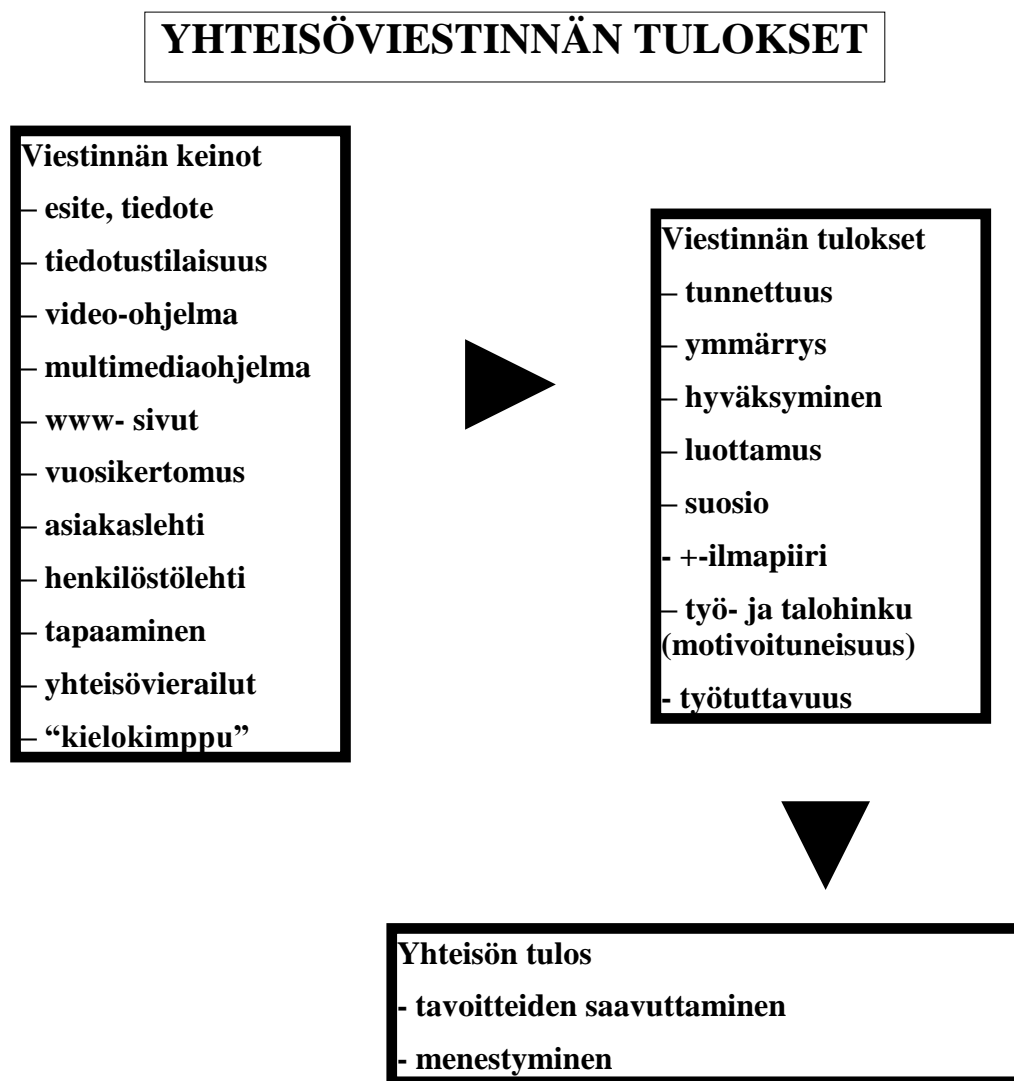 YHTEISÖVIESTINNÄN TULOKSET
Viestinnän keinot
– esite, tiedote
– tiedotustilaisuus
– video-ohjelma
– multimediaohjelma
– www- sivut
– vuosikertomus
– asiakaslehti
– henkilöstölehti
– tapaaminen
– yhteisövierailut
– “kielokimppu”
Viestinnän tulokset
– tunnettuus
– ymmärrys
– hyväksyminen
– luottamus
– suosio
- +-ilmapiiri
– työ- ja talohinku
(motivoituneisuus)
- työtuttavuus
Yhteisön tulos
- tavoitteiden saavuttaminen
- menestyminen